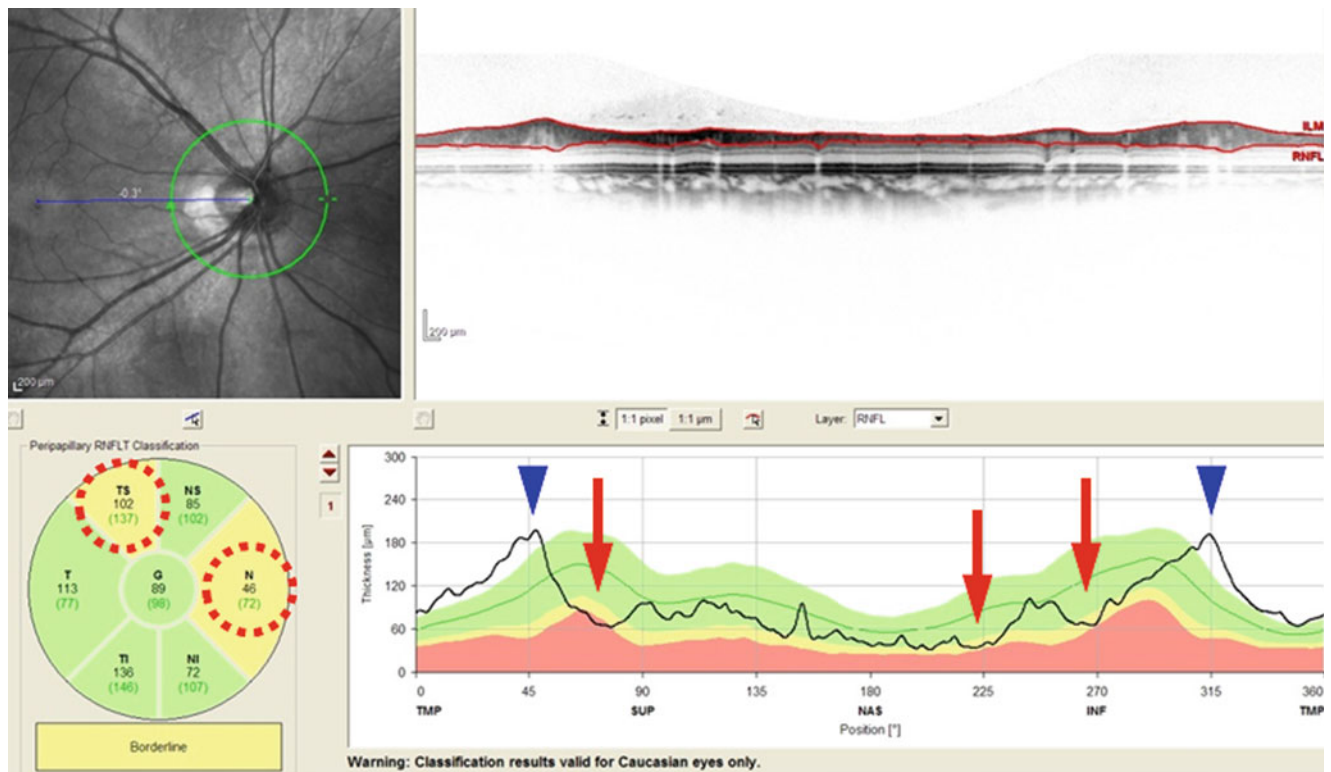 -0.3°
200 µm
ILM
RNFL
200 µm
1:1 pixel 1:1 µm Layer: RNFL
Peripapillary RNFLT Classification
TS
102
(137)
NS
85
(102)
T
113
(77)
G
89
(98)
N
46
(72)
TI
136
(146)
NI
72
(107)
Borderline
1
Thickness [µm]
300
240
180
120
60
0
0 45 90 135 180 225 270 315 360
TMP SUP NAS INF TMP
Position [°]
Warning: Classification results valid for Caucasian eyes only.